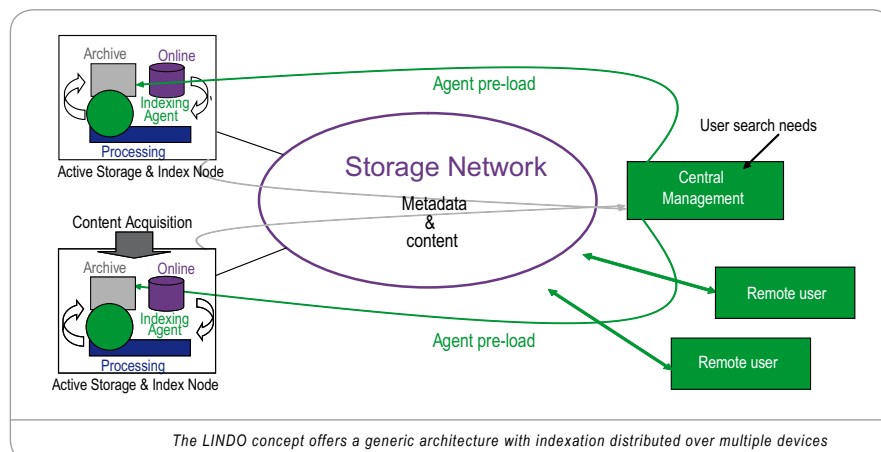 Archive
Online
Indexing
Agent
Processing
Active Storage & Index Node
Agent pre-load
User search needs
Storage Network
Metadata
&
content
Central
Management
Content Acquisition
Archive
Online
Indexing
Agent
Processing
Active Storage & Index Node
Agent pre-load
Remote user
Remote user
The LINDO concept offers a generic architecture with indexation distributed over multiple devices